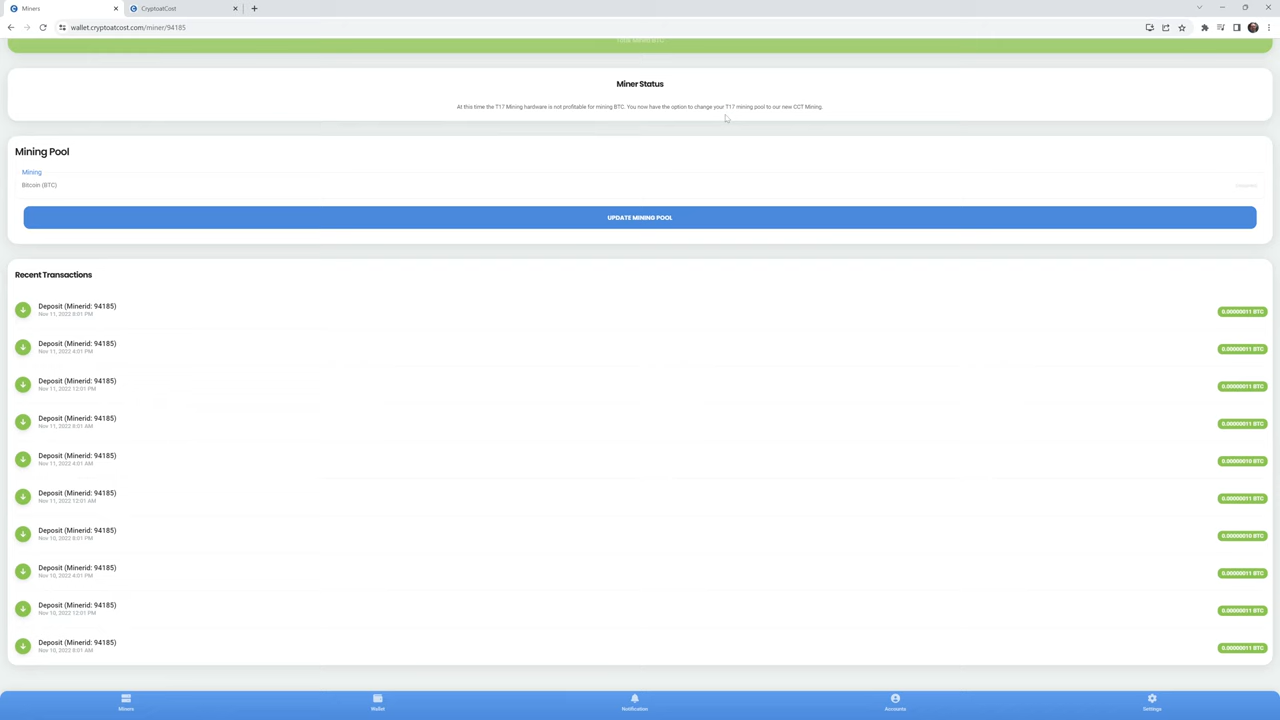 Miners
CryptoatCost
wallet.cryptoatcost.com/miner/94185
Miner Status
At this time the T17 Mining hardware is not profitable for mining BTC. You now have the option to change your T17 mining pool to our new CCT Mining.
Mining Pool
Mining
Bitcoin (BTC)
UPDATE MINING POOL
Recent Transactions
Deposit (Minerid: 94185)
Nov 11, 2022 8:01 PM
0.00000011 BTC
Deposit (Minerid: 94185)
Nov 11, 2022 4:01 PM
0.00000011 BTC
Deposit (Minerid: 94185)
Nov 11, 2022 12:01 PM
0.00000011 BTC
Deposit (Minerid: 94185)
Nov 11, 2022 8:01 AM
0.00000011 BTC
Deposit (Minerid: 94185)
Nov 11, 2022 4:01 AM
0.00000010 BTC
Deposit (Minerid: 94185)
Nov 11, 2022 12:01 AM
0.00000011 BTC
Deposit (Minerid: 94185)
Nov 10, 2022 8:01 PM
0.00000010 BTC
Deposit (Minerid: 94185)
Nov 10, 2022 4:01 PM
0.00000011 BTC
Deposit (Minerid: 94185)
Nov 10, 2022 12:01 PM
0.00000011 BTC
Deposit (Minerid: 94185)
Nov 10, 2022 8:01 AM
0.00000011 BTC
Miners
Wallet
Notification
Accounts
Settings